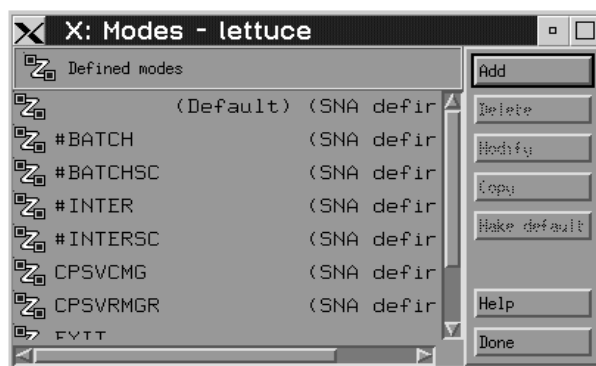 X: Modes - lettuce
Defined modes
(Default) (SNA defir
#BATCH (SNA defir
#BATCHSC (SNA defir
#INTER (SNA defir
#INTERSC (SNA defir
CPSVCMG (SNA defir
CPSVRMGR (SNA defir
Add
Delete
Modify
Copy
Make default
Help
Done